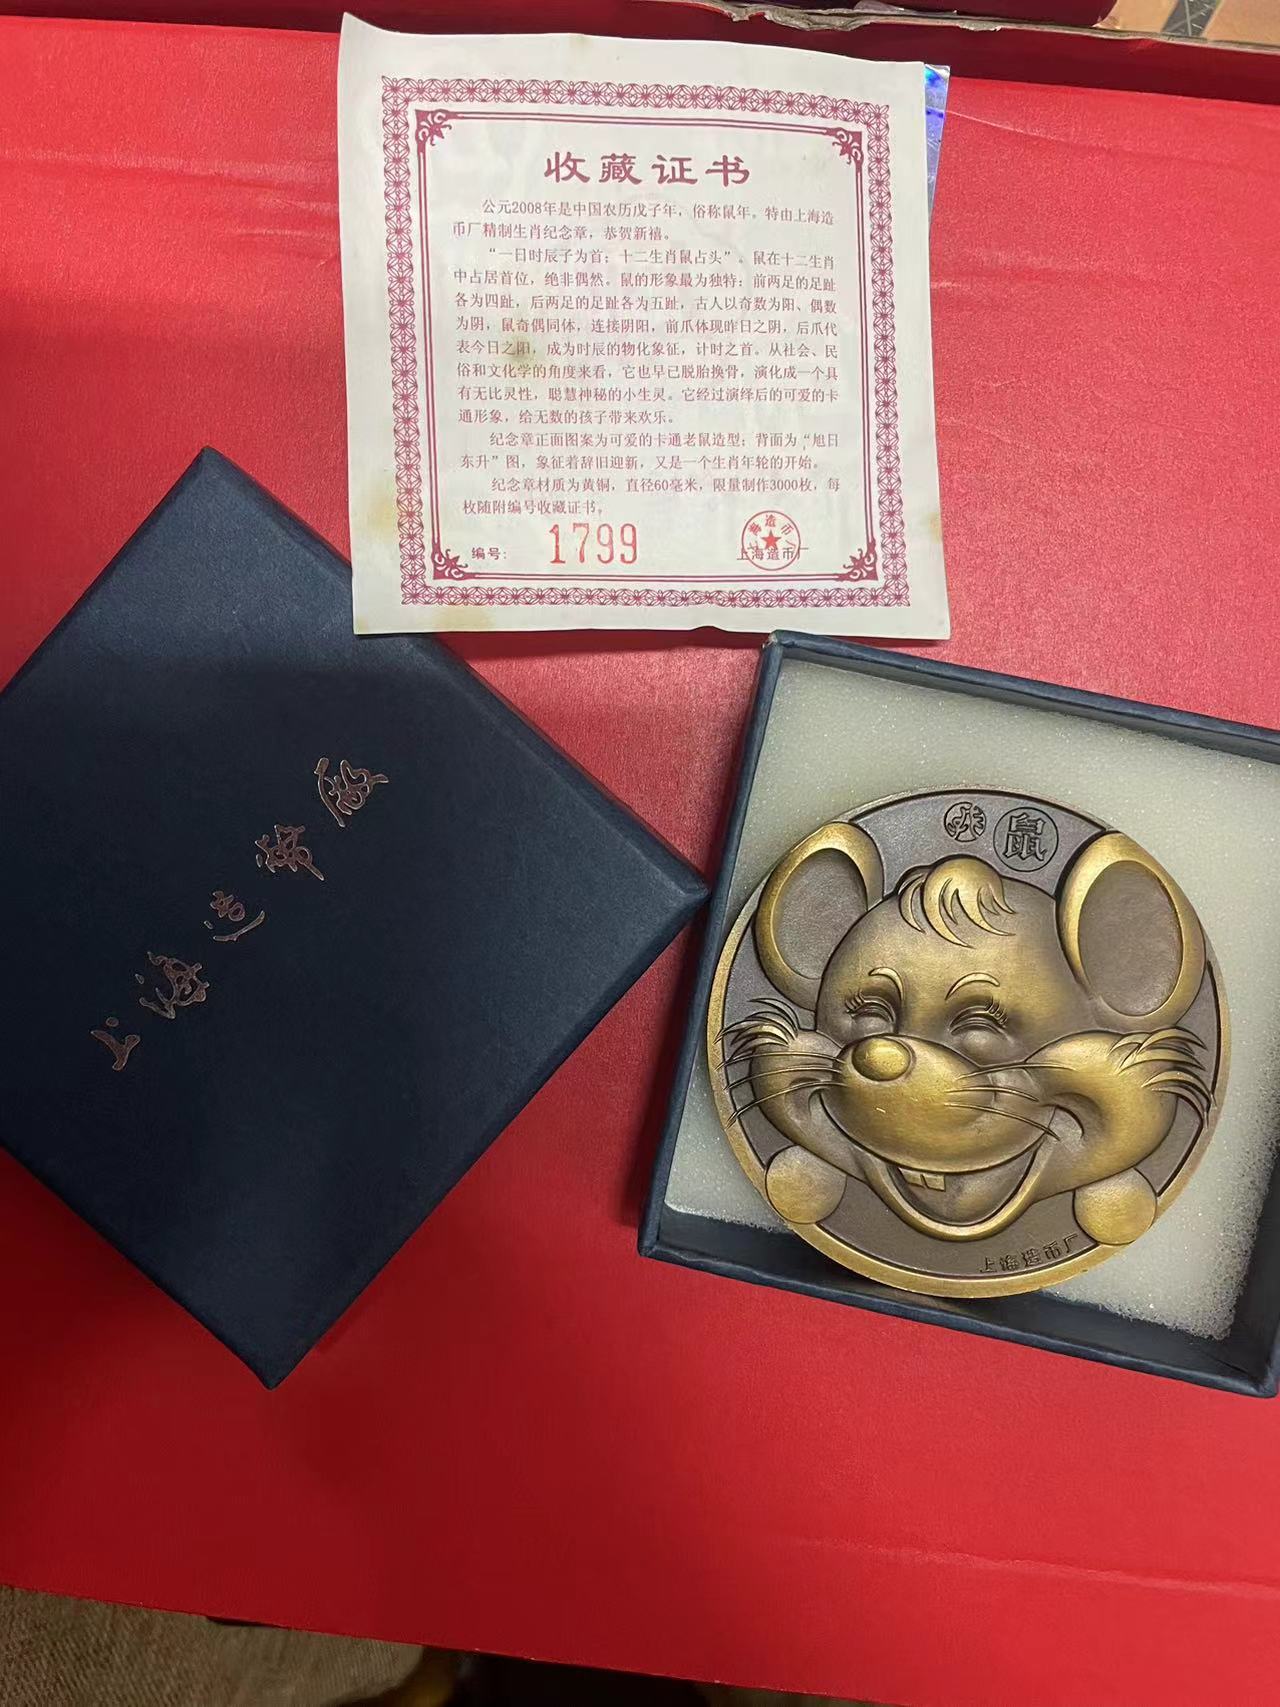 收藏证书
公元2008年是中国农历戊子年，俗称鼠年。特由上海造
币厂精制生肖纪念章，恭贺新禧。
“一日时辰子为首；十二生肖鼠占头”。鼠在十二生肖
中占居首位，绝非偶然。鼠的形象最为独特：前两足的足趾
各为四趾，后两足的足趾各为五趾，古人以奇数为阳、偶数
为阴，鼠奇偶同体，连接阴阳，前爪体现昨日之阴，后爪代
表今日之阳，成为时辰的物化象征，计时之首。从社会、民
俗和文化学的角度来看，它也早已脱胎换骨，演化成一个具
有无比灵性，聪慧神秘的小生灵。它经过演绎后的可爱的卡
通形象，给无数的孩子带来欢乐。
纪念章正面图案为可爱的卡通老鼠造型；背面为“旭日
东升”图，象征着辞旧迎新，又是一个生肖年轮的开始。
纪念章材质为黄铜，直径60毫米，限量制作3000枚，每
枚随附编号收藏证书。
编号： 1799
上海造币厂
上海造币厂
上海造幣廠
鼠
上海造币厂